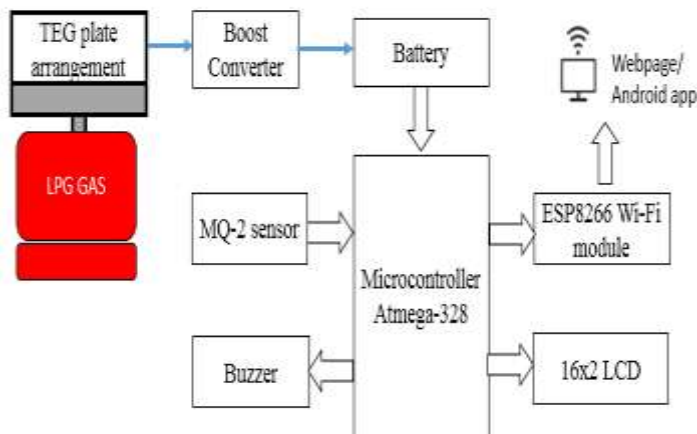 TEG plate
arrangement
Boost
Converter
Battery
Webpage/
Android app
LPG GAS
MQ-2 sensor
ESP8266 Wi-Fi
module
Microcontroller
Atmega-328
Buzzer
16x2 LCD